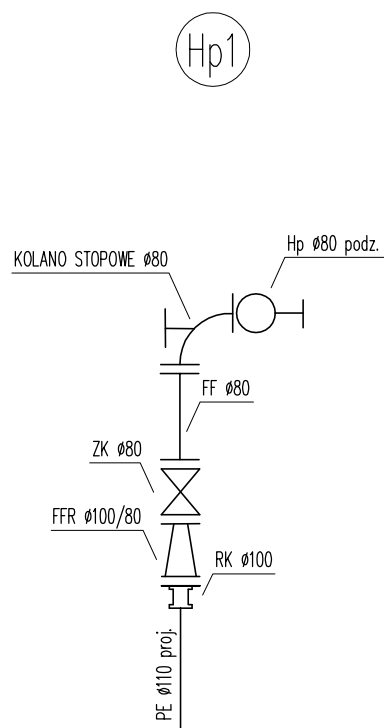 Hp1
Hp ø80 podz.
KOLANO STOPOWE ø80
FF ø80
ZK ø80
FFR ø100/80
RK ø100
PE ø110 proj.